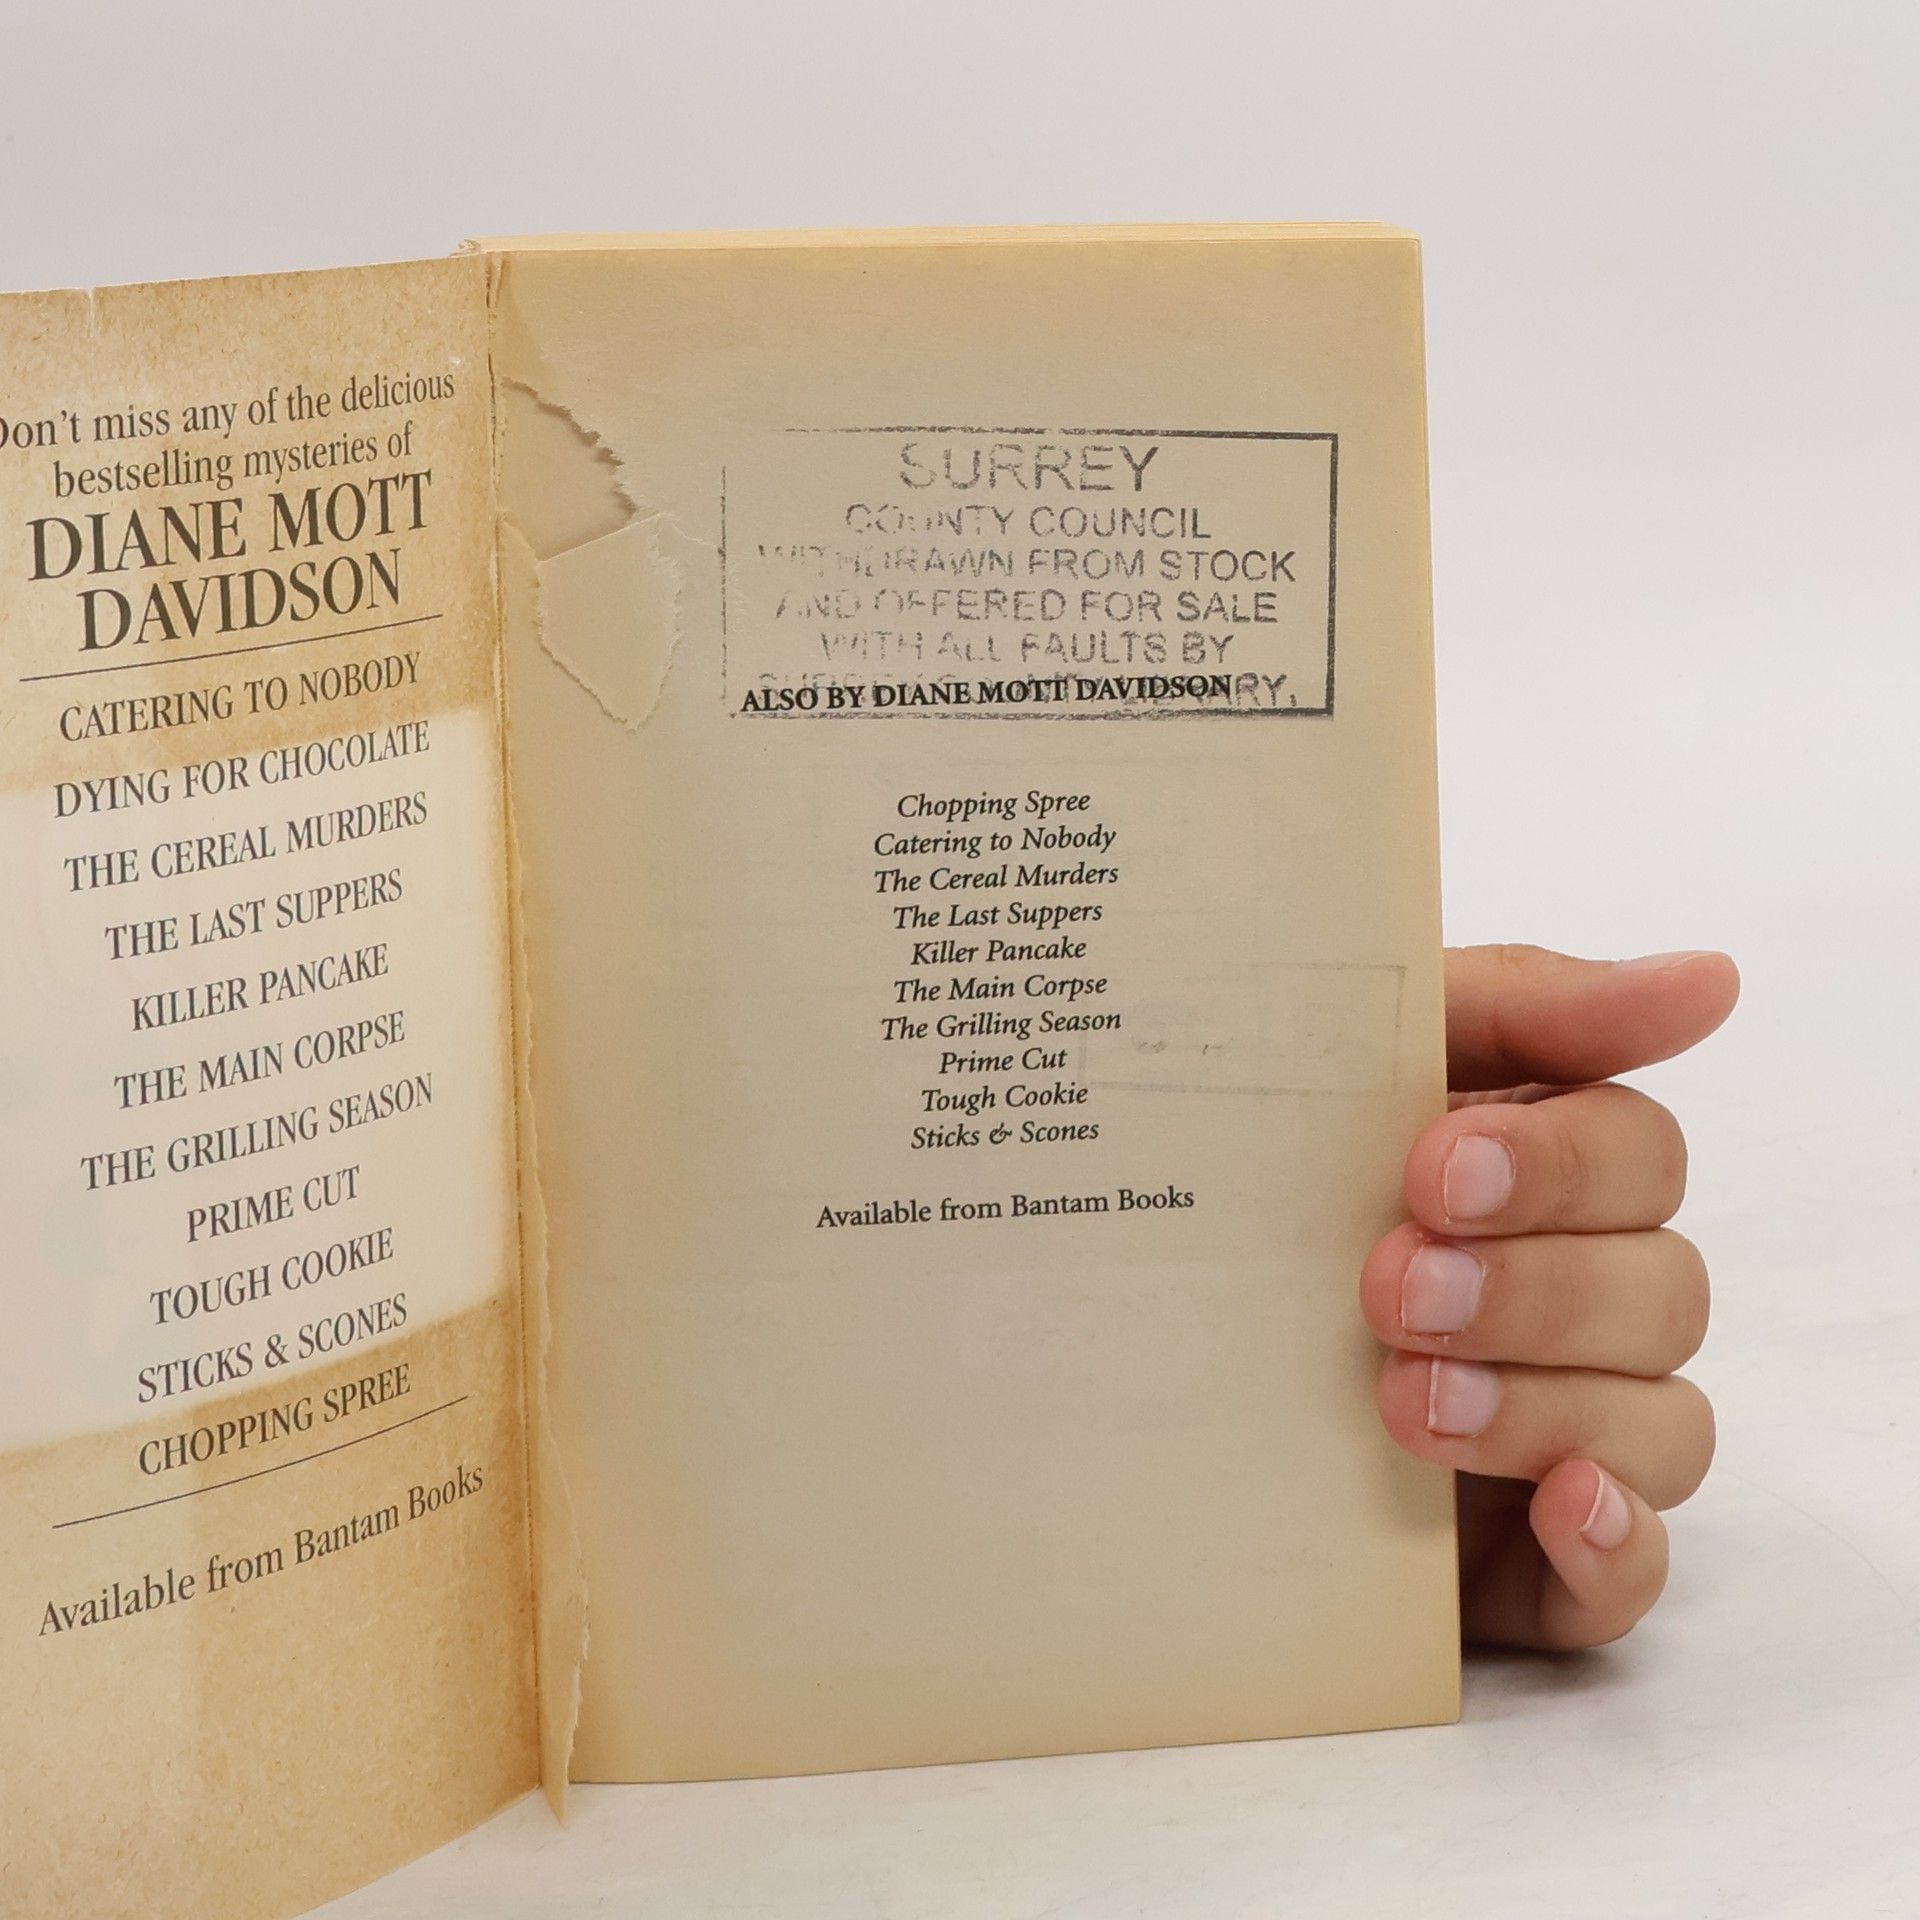 Don't miss any of the delicious
bestselling mysteries of
DIANE MOTT
DAVIDSON
CATERING TO NOBODY
DYING FOR CHOCOLATE
THE CEREAL MURDERS
THE LAST SUPPERS
KILLER PANCAKE
THE MAIN CORPSE
THE GRILLING SEASON
PRIME CUT
TOUGH COOKIE
STICKS & SCONES
CHOPPING SPREE
Available from Bantam Books
SURREY
COUNTY COUNCIL
WITHDRAWN FROM STOCK
AND OFFERED FOR SALE
WITH ALL FAULTS BY
ALSO BY DIANE MOTT DAVIDSON
Chopping Spree
Catering to Nobody
The Cereal Murders
The Last Suppers
Killer Pancake
The Main Corpse
The Grilling Season
Prime Cut
Tough Cookie
Sticks & Scones
Available from Bantam Books